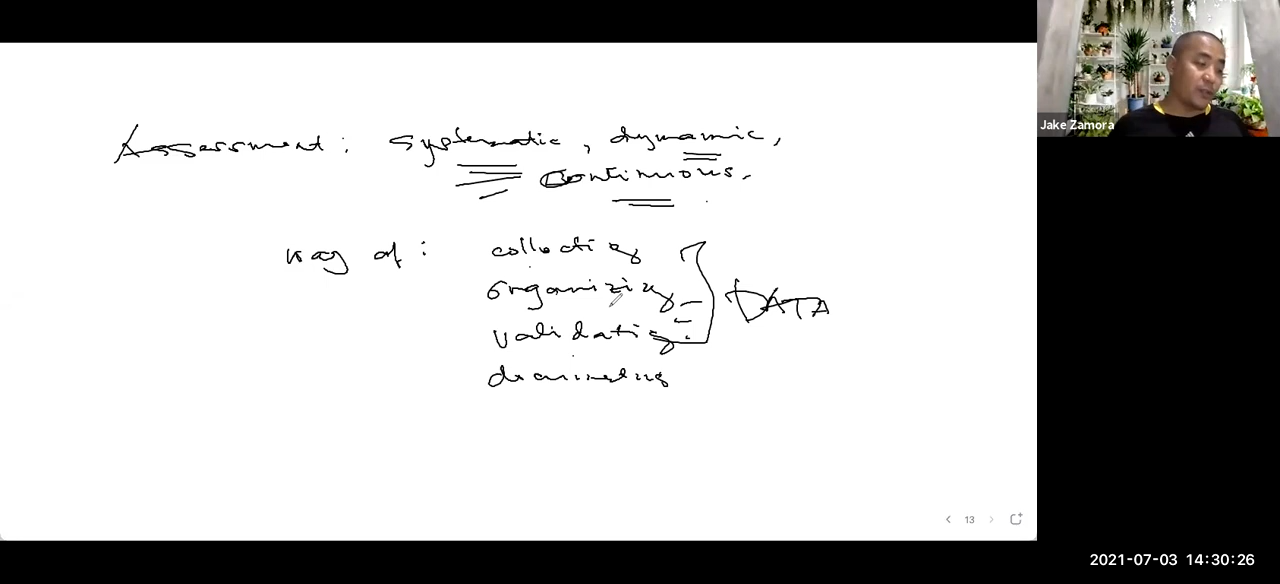 Assessment : systematic , dynamic,
continuous.
way of : collecting
organizing
validating
DATA
Jake Zamora
13
2021-07-03 14:30:26